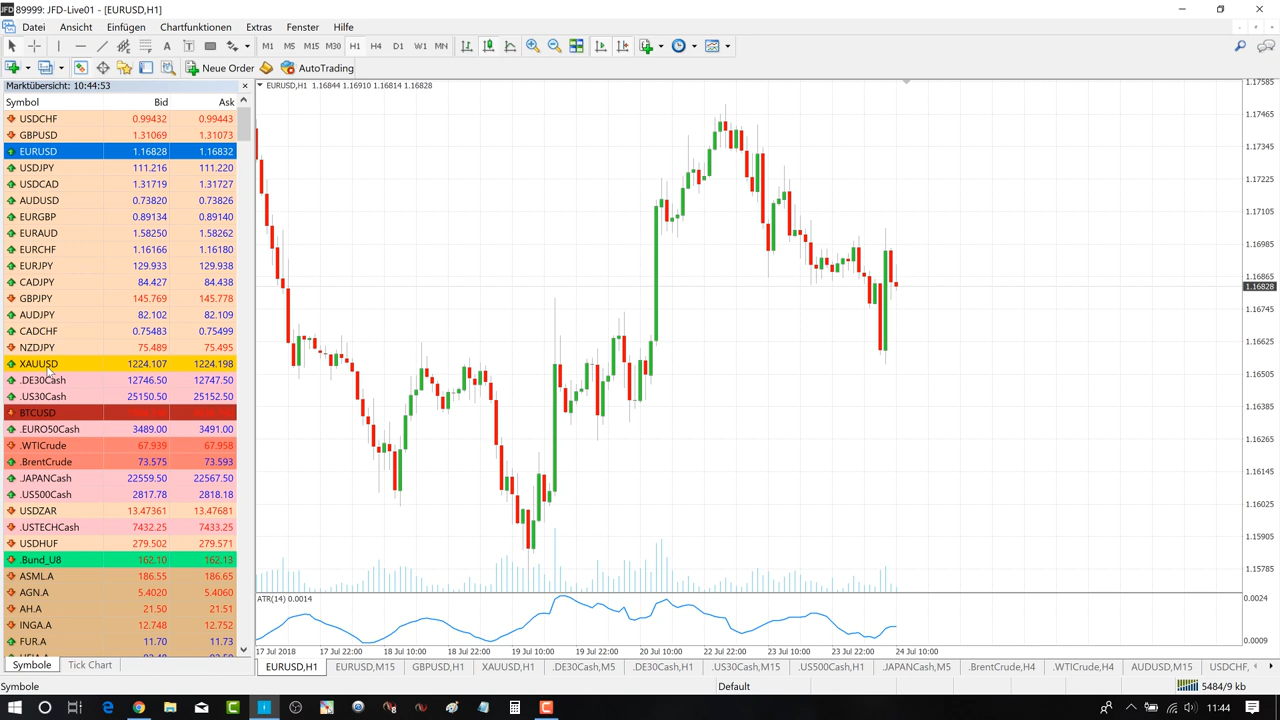 89999: JFD-Live01 - [EURUSD,H1]
Datei Ansicht Einfügen Chartfunktionen Extras Fenster Hilfe
M1 M5 M15 M30 H1 H4 D1 W1 MN
New Order AutoTrading
Marktübersicht: 10:44:53
Symbol Bid Ask
USDCHF 0.99432 0.99443
GBPUSD 1.31069 1.31073
EURUSD 1.16828 1.16832
USDJPY 111.216 111.220
USDCAD 1.31719 1.31727
AUDUSD 0.73820 0.73826
EURGBP 0.89134 0.89140
EURAUD 1.58250 1.58262
EURCHF 1.16166 1.16180
EURJPY 129.933 129.938
CADJPY 84.427 84.438
GBPJPY 145.769 145.778
AUDJPY 82.102 82.109
CADCHF 0.75483 0.75499
NZDJPY 75.489 75.495
XAUUSD 1224.107 1224.198
.DE30Cash 12746.50 12747.50
.US30Cash 25150.50 25152.50
BTCUSD
.EURO50Cash 3489.00 3491.00
.WTICrude 67.939 67.958
.BrentCrude 73.575 73.593
.JAPANCash 22559.50 22567.50
.US500Cash 2817.78 2818.18
USDZAR 13.47361 13.47681
.USTECHCash 7432.25 7433.25
USDHUF 279.502 279.571
.Bund_U8 162.10 162.13
ASML.A 186.55 186.65
AGN.A 5.4020 5.4060
AH.A 21.50 21.51
INGA.A 12.748 12.752
FUR.A 11.70 11.73
Symbole Tick Chart
EURUSD,H1 1.16844 1.16910 1.16814 1.16828
1.17585
1.17465
1.17345
1.17225
1.17105
1.16985
1.16865
1.16828
1.16745
1.16625
1.16505
1.16385
1.16265
1.16145
1.16025
1.15905
1.15785
ATR(14) 0.0014
0.0024
0.0009
17 Jul 2018 17 Jul 22:00 18 Jul 10:00 18 Jul 22:00 19 Jul 10:00 19 Jul 22:00 20 Jul 10:00 20 Jul 22:00 23 Jul 10:00 23 Jul 22:00 24 Jul 10:00
EURUSD,H1 EURUSD,M15 GBPUSD,H1 XAUUSD,H1 .DE30Cash,M5 .DE30Cash,H1 .US30Cash,M15 .US500Cash,H1 .JAPANCash,M5 .BrentCrude,H4 .WTICrude,H4 AUDUSD,M15 USDCHF,
Symbole Default 5484/9 kb
11:44